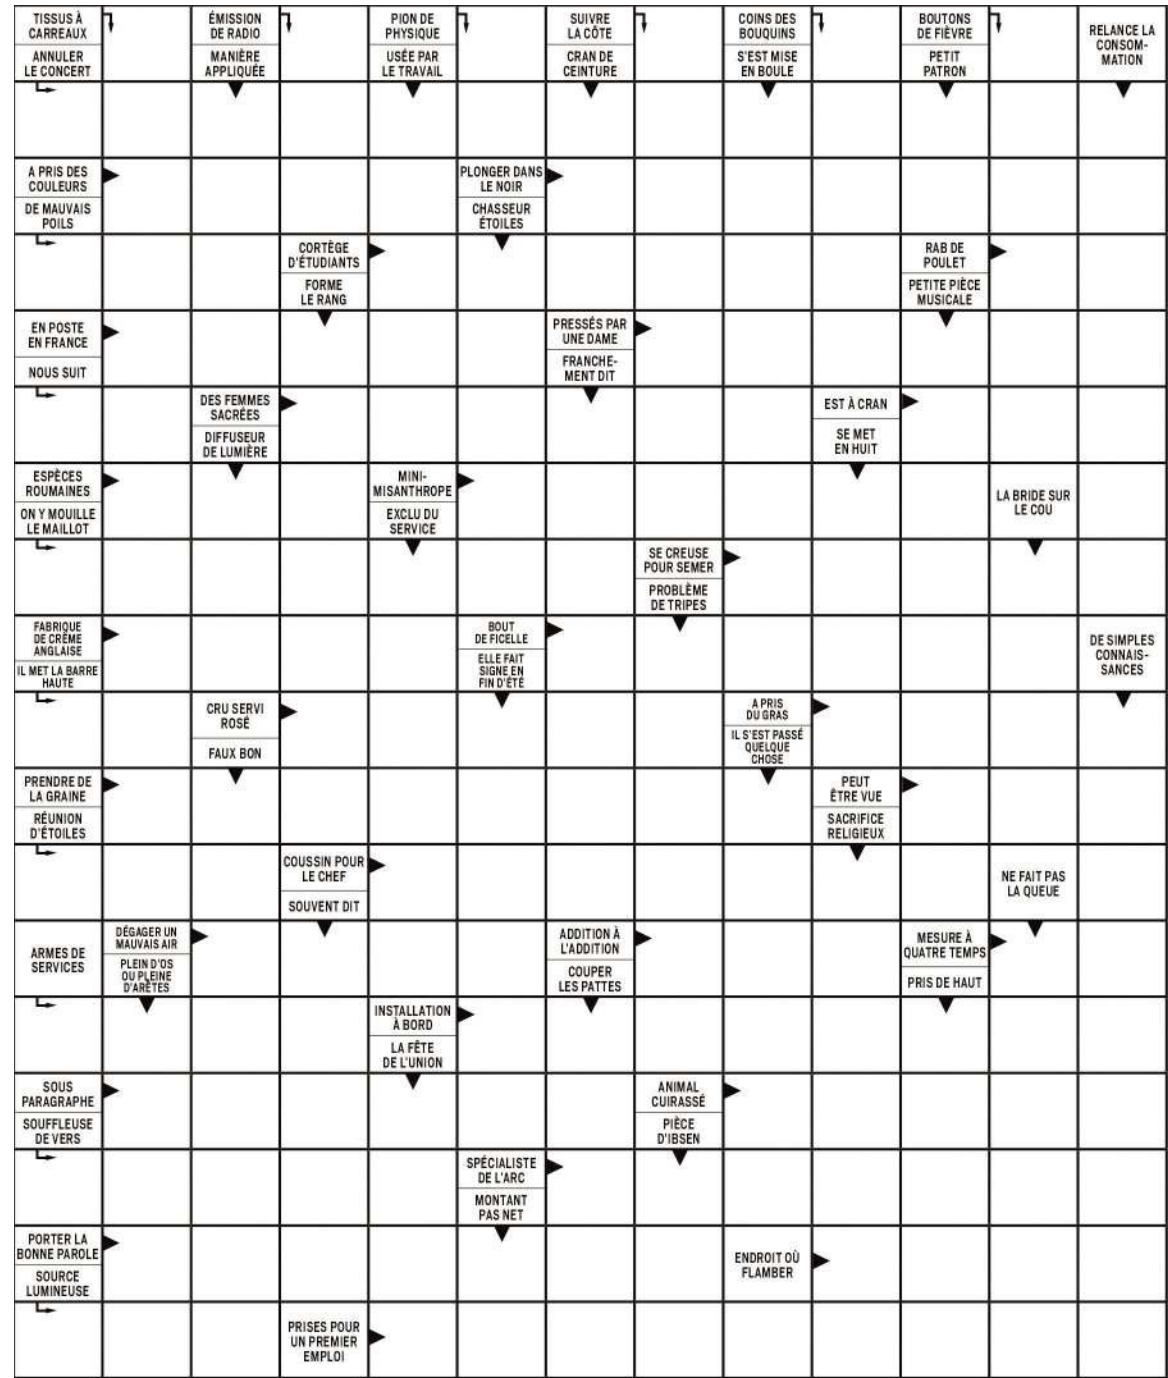 TISSUS À
CARREAUX
ANNULER
LE CONCERT
ÉMISSION
DE RADIO
MANIÈRE
APPLIQUÉE
PION DE
PHYSIQUE
USÉE PAR
LE TRAVAIL
SUIVRE
LA CÔTE
CRAN DE
CEINTURE
COINS DES
BOUQUINS
S'EST MISE
EN BOULE
BOUTONS
DE FIÈVRE
PETIT
PATRON
RELANCE LA
CONSOM-
MATION
A PRIS DES
COULEURS
DE MAUVAIS
POILS
PLONGER DANS
LE NOIR
CHASSEUR
ÉTOILES
CORTÈGE
D'ÉTUDIANTS
FORME
LE RANG
RAB DE
POULET
PETITE PIÈCE
MUSICALE
EN POSTE
EN FRANCE
NOUS SUIT
PRESSÉS PAR
UNE DAME
FRANCHE-
MENT DIT
DES FEMMES
SACRÉES
DIFFUSEUR
DE LUMIÈRE
EST À CRAN
SE MET
EN HUIT
ESPÈCES
ROUMAINES
ON Y MOUILLE
LE MAILLOT
MINI-
MISANTHROPE
EXCLU DU
SERVICE
LA BRIDE SUR
LE COU
SE CREUSE
POUR SEMER
PROBLÈME
DE TRIPES
FABRIQUE
DE CRÈME
ANGLAISE
IL MET LA BARRE
HAUTE
BOUT
DE FICELLE
ELLE FAIT
SIGNE EN
FIN D'ÉTÉ
DE SIMPLES
CONNAIS-
SANCES
CRU SERVI
ROSÉ
FAUX BON
A PRIS
DU GRAS
IL S'EST PASSÉ
QUELQUE
CHOSE
PRENDRE DE
LA GRAINE
RÉUNION
D'ÉTOILES
PEUT
ÊTRE VUE
SACRIFICE
RELIGIEUX
COUSSIN POUR
LE CHEF
SOUVENT DIT
NE FAIT PAS
LA QUEUE
ARMES DE
SERVICES
DÉGAGER UN
MAUVAIS AIR
PLEIN D'OS
OU PLEINE
D'ARÊTES
ADDITION À
L'ADDITION
COUPER
LES PATTES
MESURE À
QUATRE TEMPS
PRIS DE HAUT
INSTALLATION
À BORD
LA FÊTE
DE L'UNION
SOUS
PARAGRAPHE
SOUFFLEUSE
DE VERS
ANIMAL
CUIRASSÉ
PIÈCE
D'IBSEN
SPÉCIALISTE
DE L'ARC
MONTANT
PAS NET
PORTER LA
BONNE PAROLE
SOURCE
LUMINEUSE
ENDROIT OÙ
FLAMBER
PRISES POUR
UN PREMIER
EMPLOI